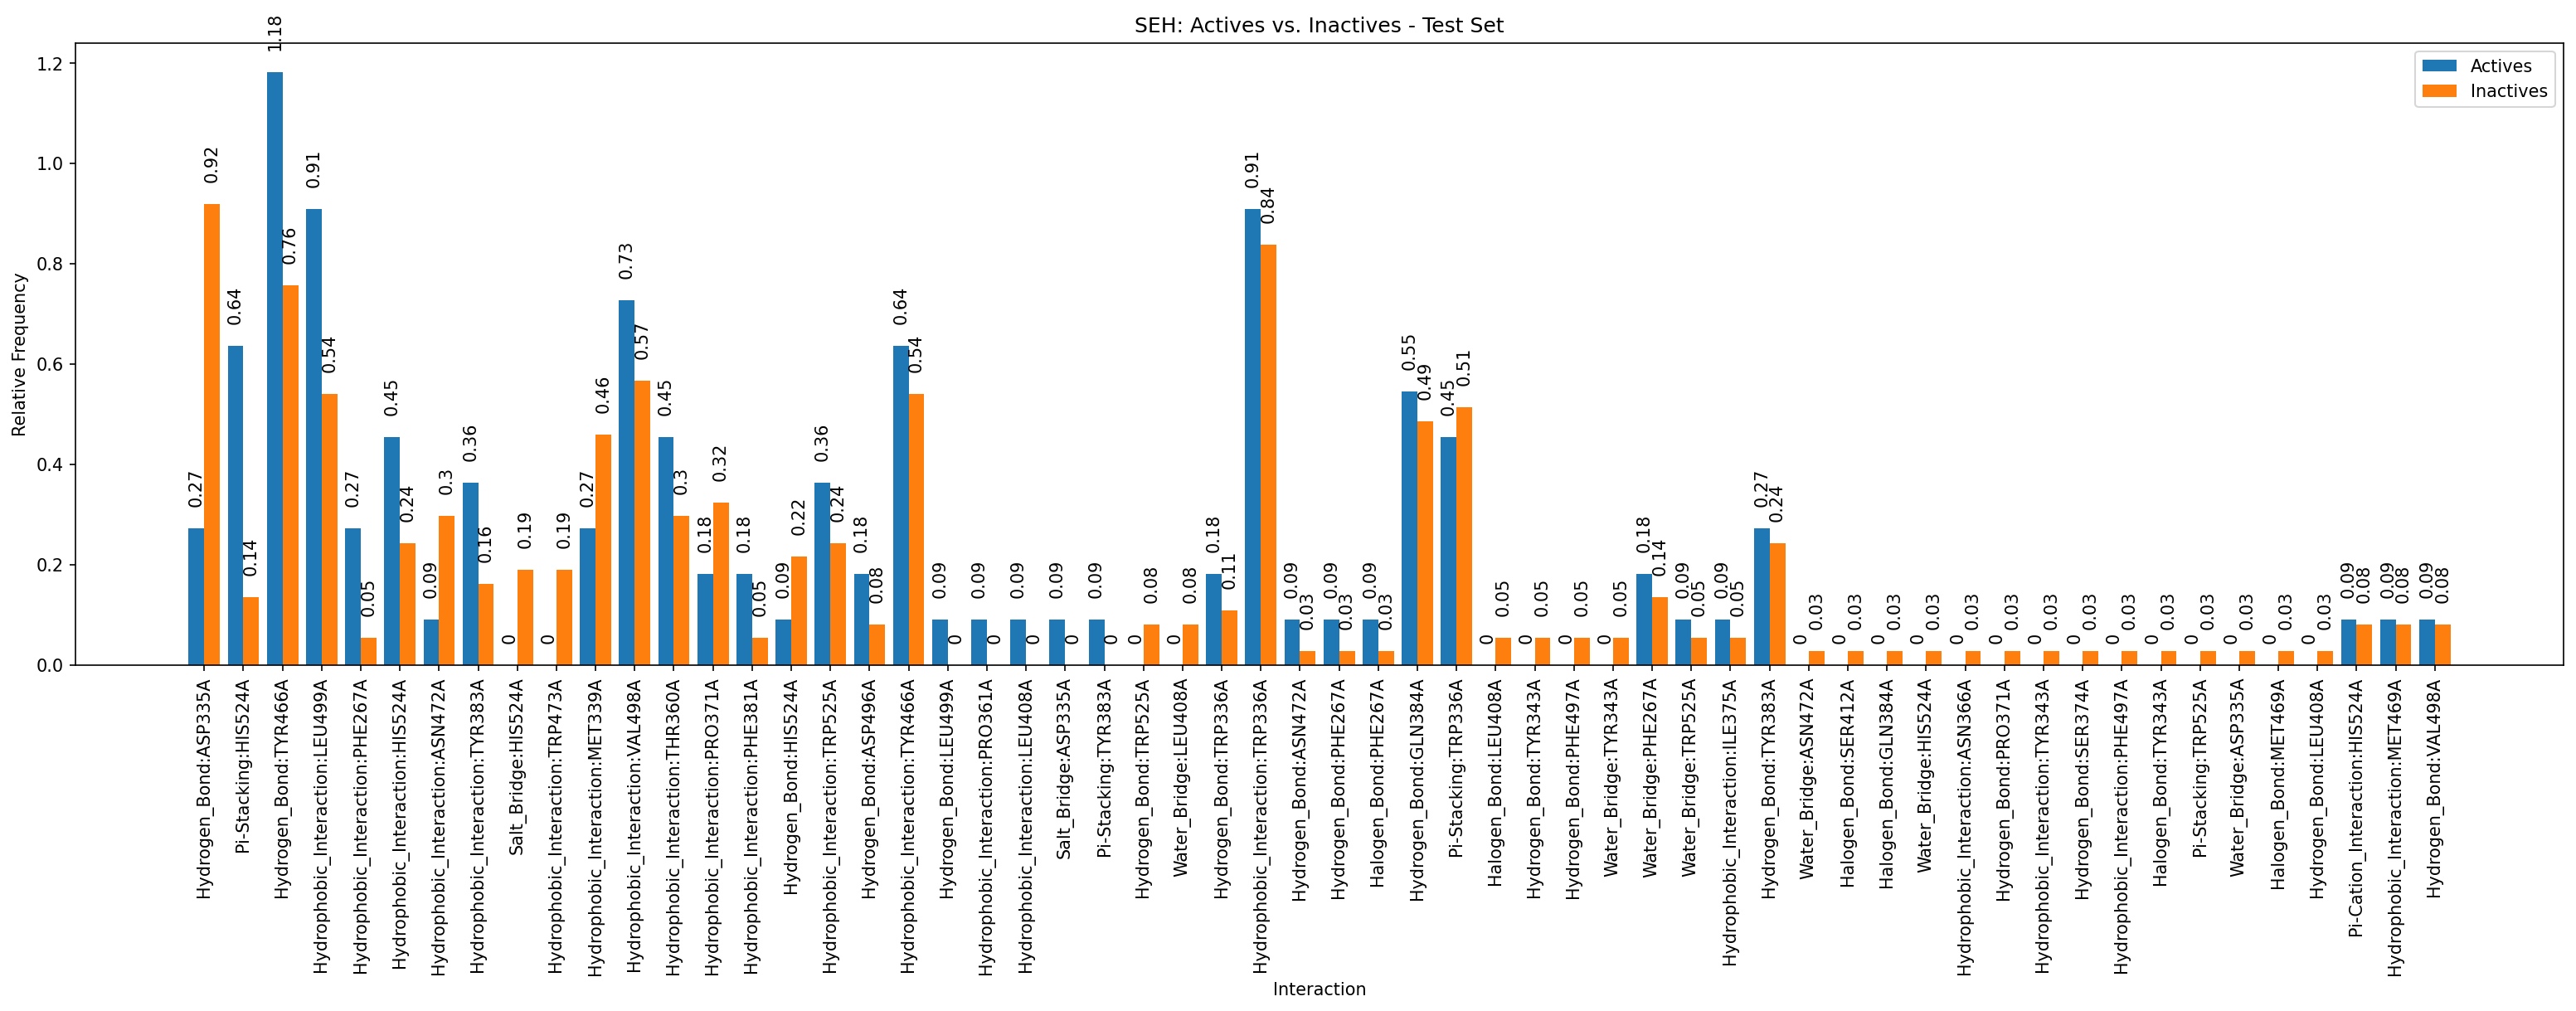 SEH: Actives vs. Inactives - Test Set
Actives
Inactives
Relative Frequency
1.2
1.0
0.8
0.6
0.4
0.2
0.0
0.27
0.92
0.64
0.14
1.18
0.76
0.91
0.54
0.27
0.05
0.45
0.24
0.09
0.3
0.36
0.16
0
0.19
0
0.19
0.27
0.46
0.73
0.57
0.45
0.3
0.18
0.32
0.18
0.05
0.09
0.22
0.36
0.24
0.18
0.08
0.64
0.54
0.09
0
0.09
0
0.09
0
0.09
0
0.09
0
0
0.08
0
0.08
0.18
0.11
0.91
0.84
0.09
0.03
0.09
0.03
0.09
0.03
0.55
0.49
0.45
0.51
0
0.05
0
0.05
0
0.05
0
0.05
0.18
0.14
0.09
0.05
0.09
0.05
0.27
0.24
0
0.03
0
0.03
0
0.03
0
0.03
0
0.03
0
0.03
0
0.03
0
0.03
0
0.03
0
0.03
0
0.03
0
0.03
0
0.03
0
0.03
0.09
0.08
0.09
0.08
0.09
0.08
Hydrogen_Bond:ASP335A
Pi-Stacking:HIS524A
Hydrogen_Bond:TYR466A
Hydrophobic_Interaction:LEU499A
Hydrophobic_Interaction:PHE267A
Hydrophobic_Interaction:HIS524A
Hydrophobic_Interaction:ASN472A
Hydrophobic_Interaction:TYR383A
Salt_Bridge:HIS524A
Hydrophobic_Interaction:TRP473A
Hydrophobic_Interaction:MET339A
Hydrophobic_Interaction:VAL498A
Hydrophobic_Interaction:THR360A
Hydrophobic_Interaction:PRO371A
Hydrophobic_Interaction:PHE381A
Hydrogen_Bond:HIS524A
Hydrophobic_Interaction:TRP525A
Hydrogen_Bond:ASP496A
Hydrophobic_Interaction:TYR466A
Hydrogen_Bond:LEU499A
Hydrophobic_Interaction:PRO361A
Hydrophobic_Interaction:LEU408A
Salt_Bridge:ASP335A
Pi-Stacking:TYR383A
Hydrogen_Bond:TRP525A
Water_Bridge:LEU408A
Hydrogen_Bond:TRP336A
Hydrophobic_Interaction:TRP336A
Hydrogen_Bond:ASN472A
Hydrogen_Bond:PHE267A
Halogen_Bond:PHE267A
Hydrogen_Bond:GLN384A
Pi-Stacking:TRP336A
Halogen_Bond:LEU408A
Hydrogen_Bond:TYR343A
Hydrogen_Bond:PHE497A
Water_Bridge:TYR343A
Water_Bridge:PHE267A
Water_Bridge:TRP525A
Hydrophobic_Interaction:ILE375A
Hydrogen_Bond:TYR383A
Water_Bridge:ASN472A
Halogen_Bond:SER412A
Halogen_Bond:GLN384A
Water_Bridge:HIS524A
Hydrophobic_Interaction:ASN366A
Hydrogen_Bond:PRO371A
Hydrophobic_Interaction:TYR343A
Hydrogen_Bond:SER374A
Hydrophobic_Interaction:PHE497A
Halogen_Bond:TYR343A
Pi-Stacking:TRP525A
Water_Bridge:ASP335A
Halogen_Bond:MET469A
Hydrogen_Bond:LEU408A
Pi-Cation_Interaction:HIS524A
Hydrophobic_Interaction:MET469A
Hydrogen_Bond:VAL498A
Interaction